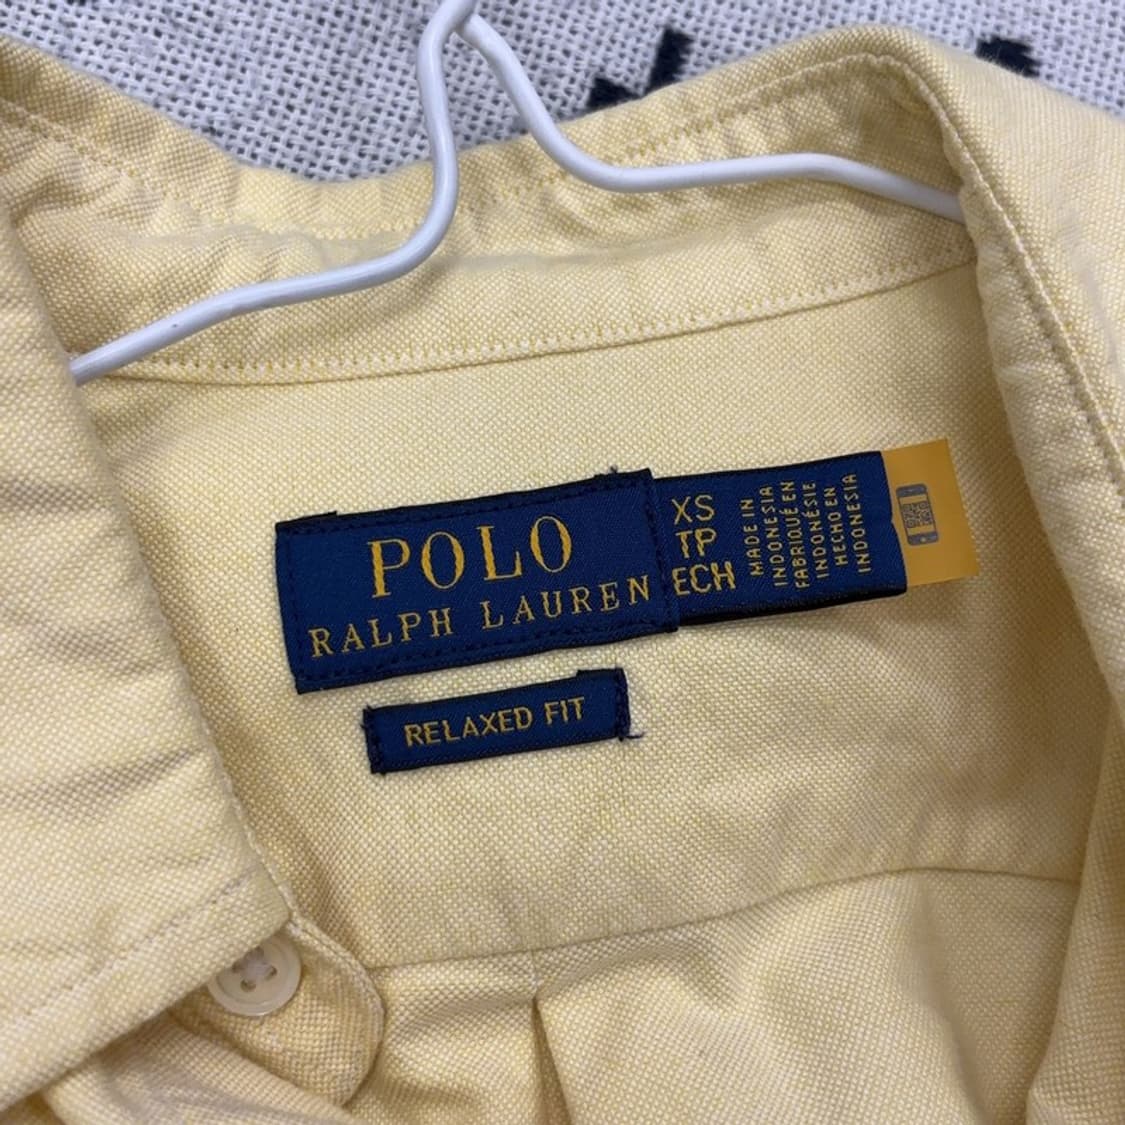 POLO
RALPH LAUREN
XS
TP
ECH
MADE IN
INDONESIA
FABRIQUÉ EN
INDONÉSIE
HECHO EN
INDONESIA
RELAXED FIT